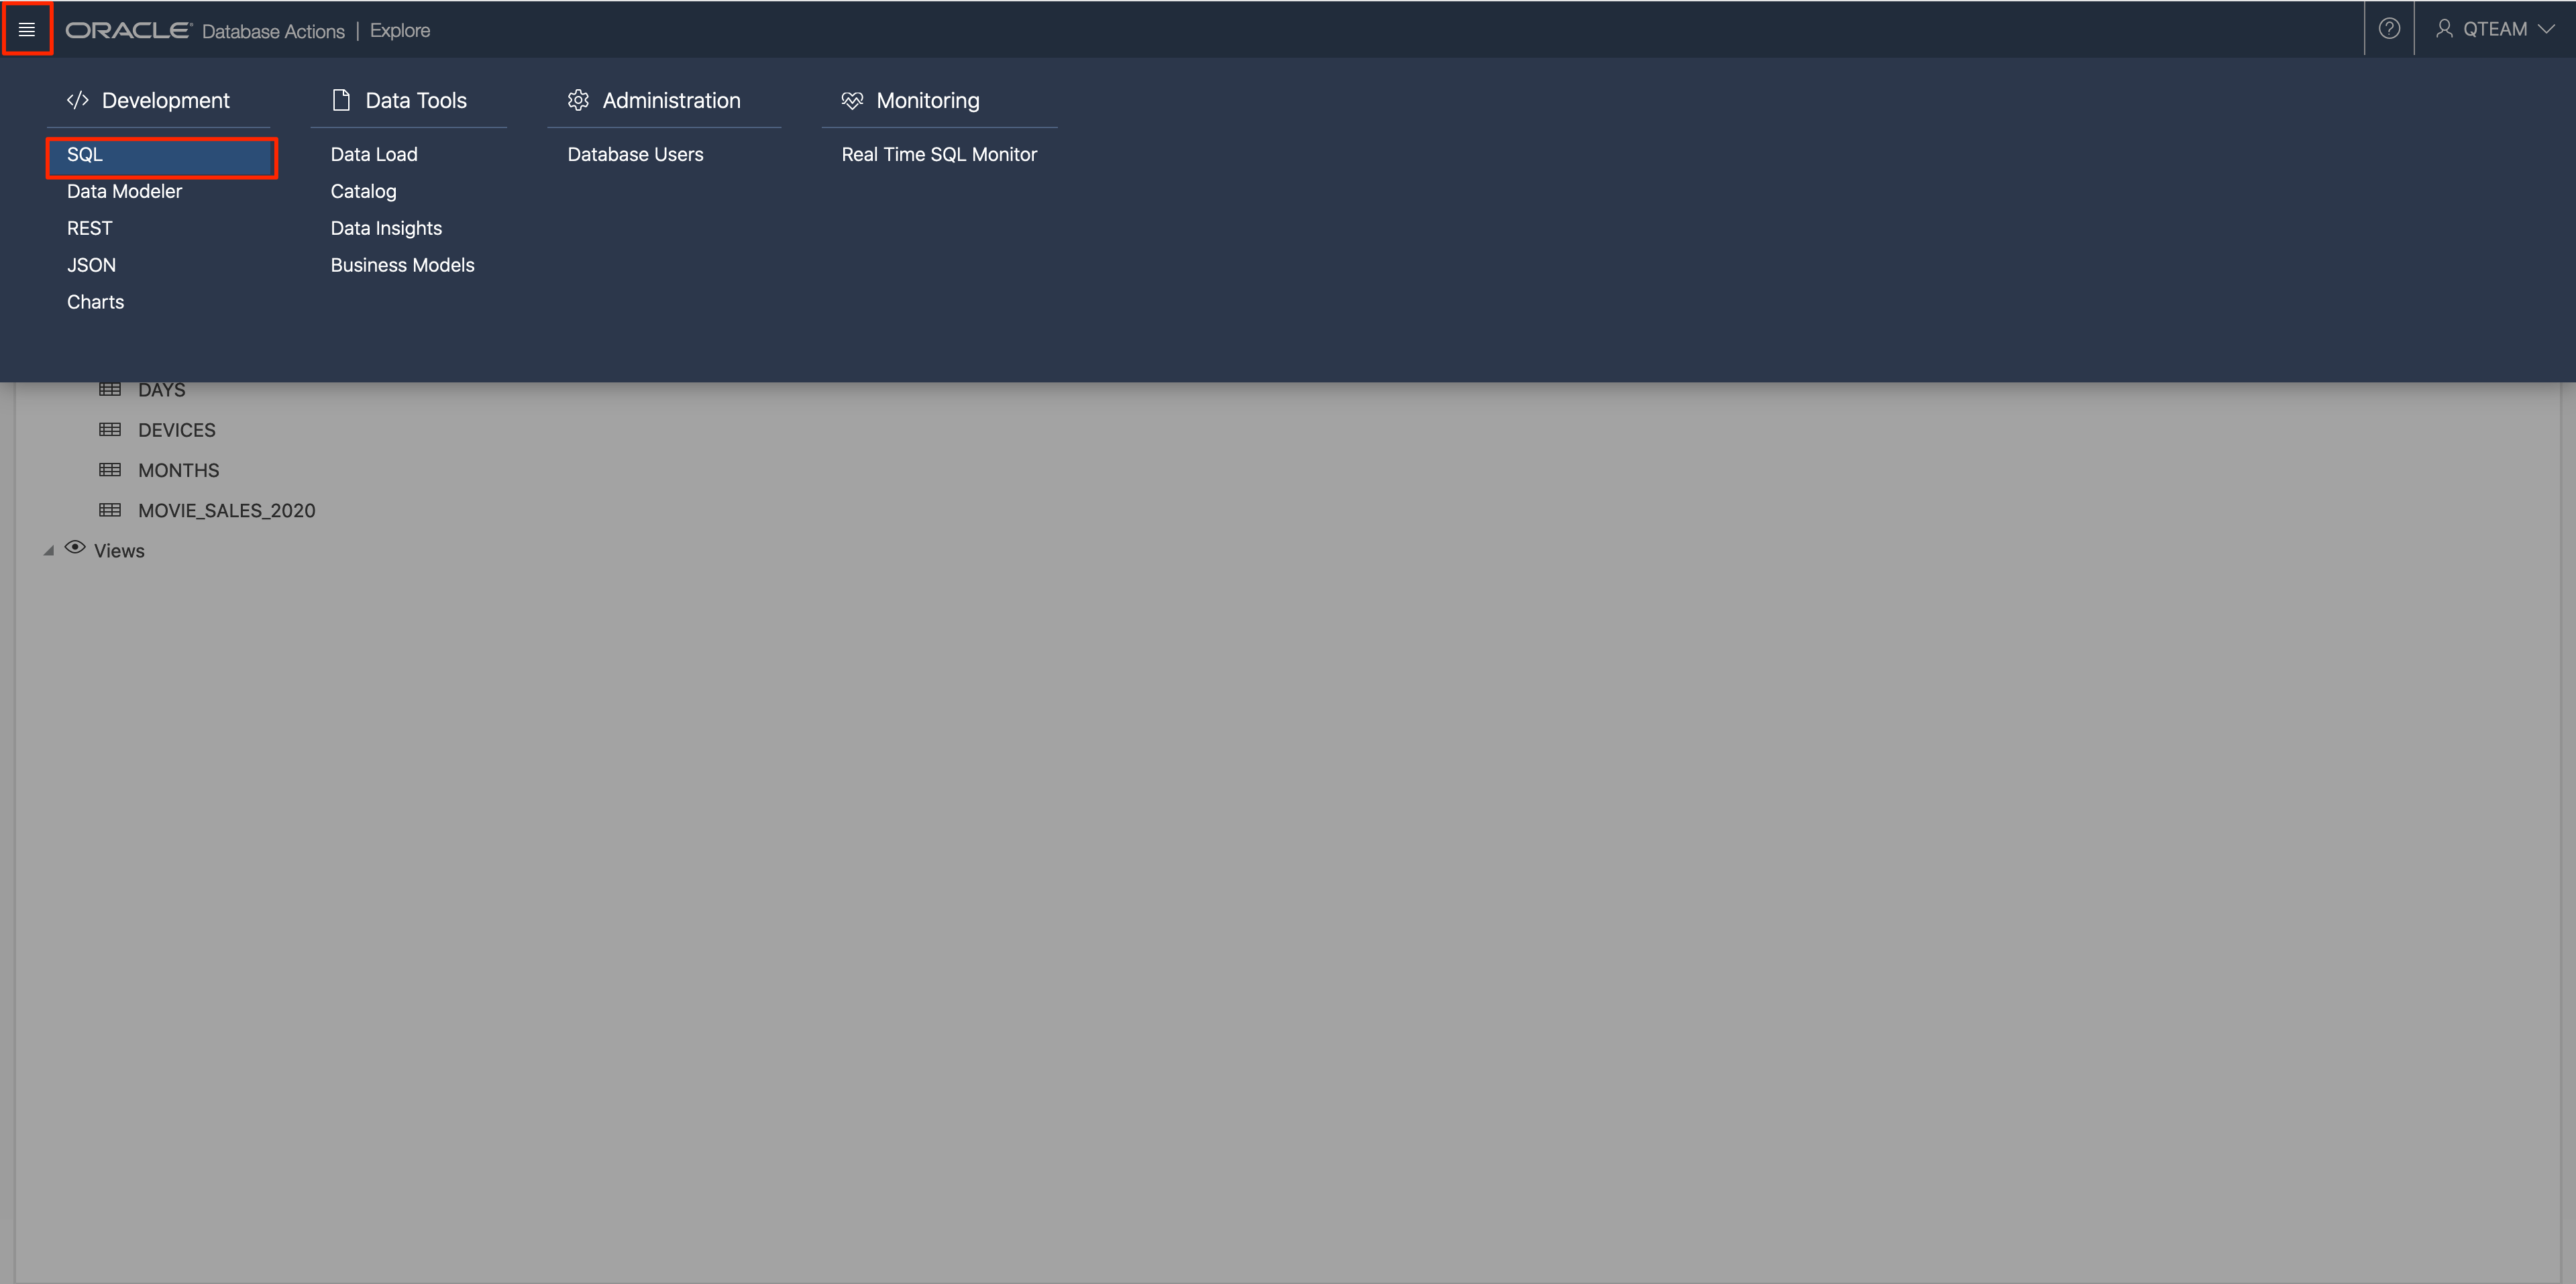 ORACLE Database Actions | Explore
QTEAM
Development
SQL
Data Modeler
REST
JSON
Charts
Data Tools
Data Load
Catalog
Data Insights
Business Models
Administration
Database Users
Monitoring
Real Time SQL Monitor
DAYS
DEVICES
MONTHS
MOVIE_SALES_2020
Views